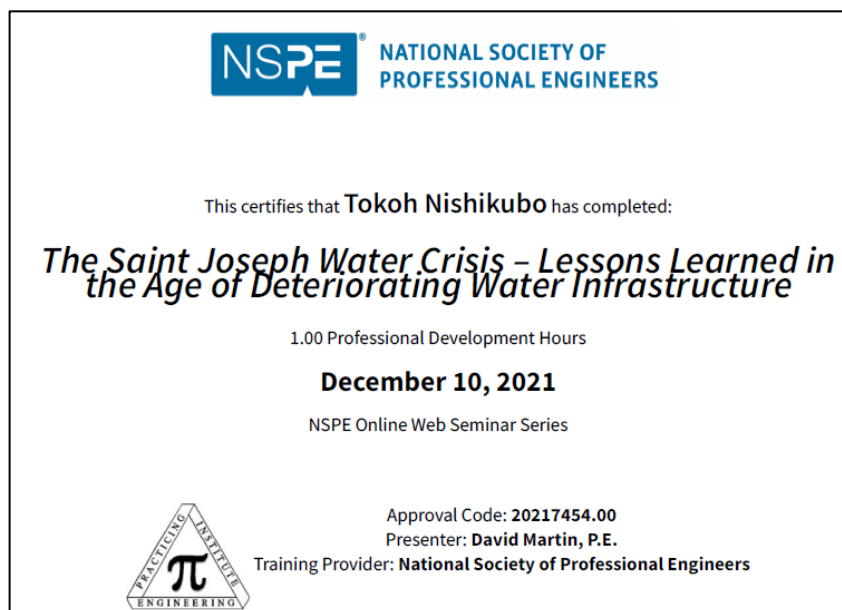 NSPE®
NATIONAL SOCIETY OF
PROFESSIONAL ENGINEERS
This certifies that Tokoh Nishikubo has completed:
The Saint Joseph Water Crisis – Lessons Learned in
the Age of Deteriorating Water Infrastructure
1.00 Professional Development Hours
December 10, 2021
NSPE Online Web Seminar Series
Approval Code: 20217454.00
Presenter: David Martin, P.E.
Training Provider: National Society of Professional Engineers
PRACTICING
INSTITUTE
π
ENGINEERING